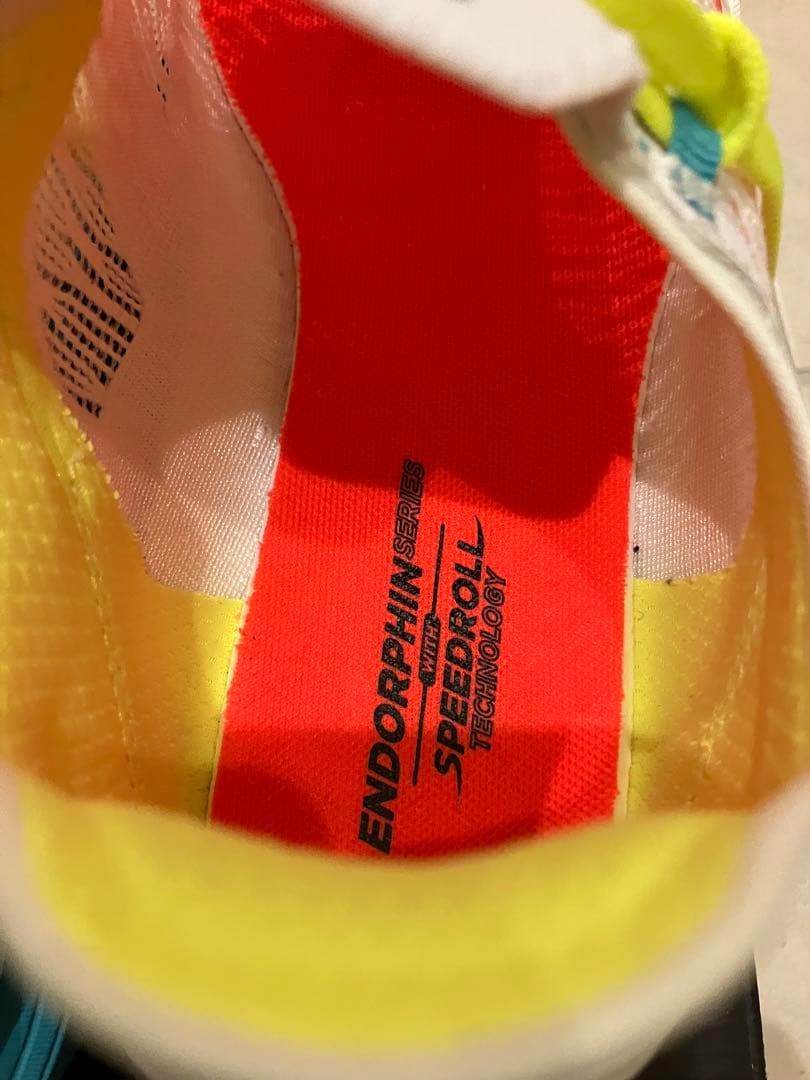 ENDORPHIN SERIES
WITH
SPEEDROLL
TECHNOLOGY